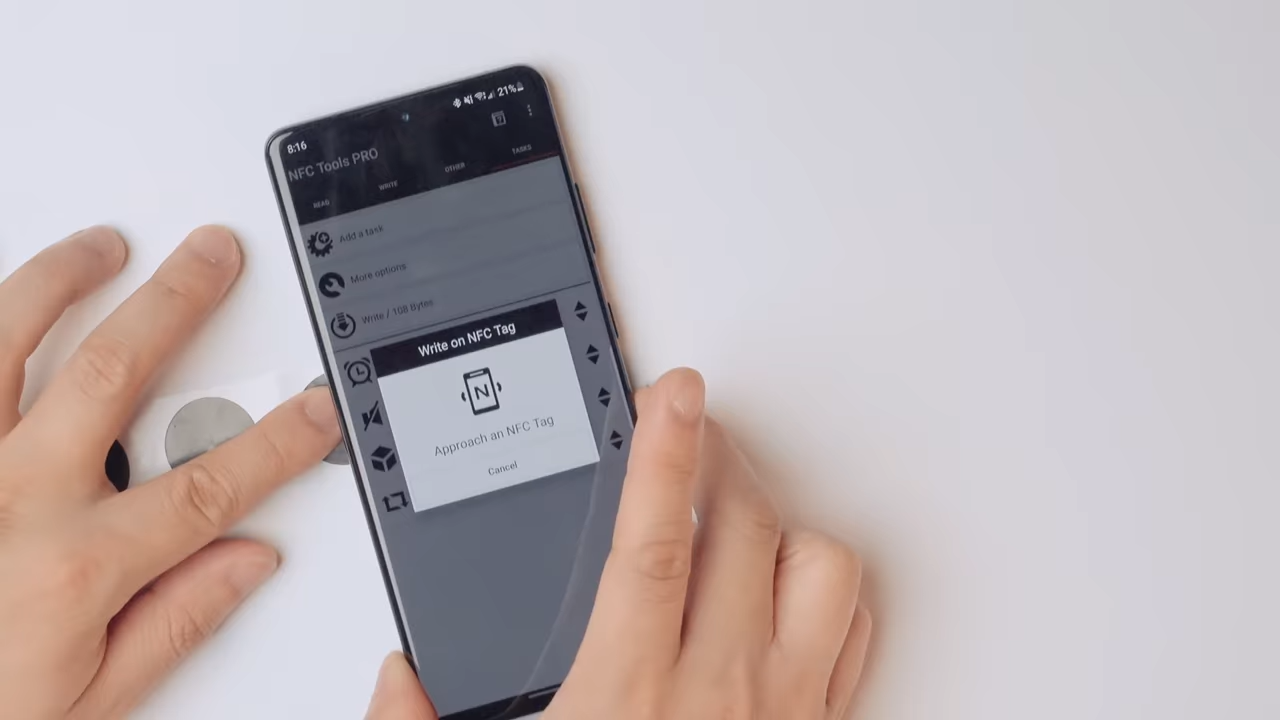 8:16
21%
NFC Tools PRO
READ
WRITE
OTHER
TASKS
Add a task
More options
Write / 108 Bytes
Write on NFC Tag
N
Approach an NFC Tag
Cancel